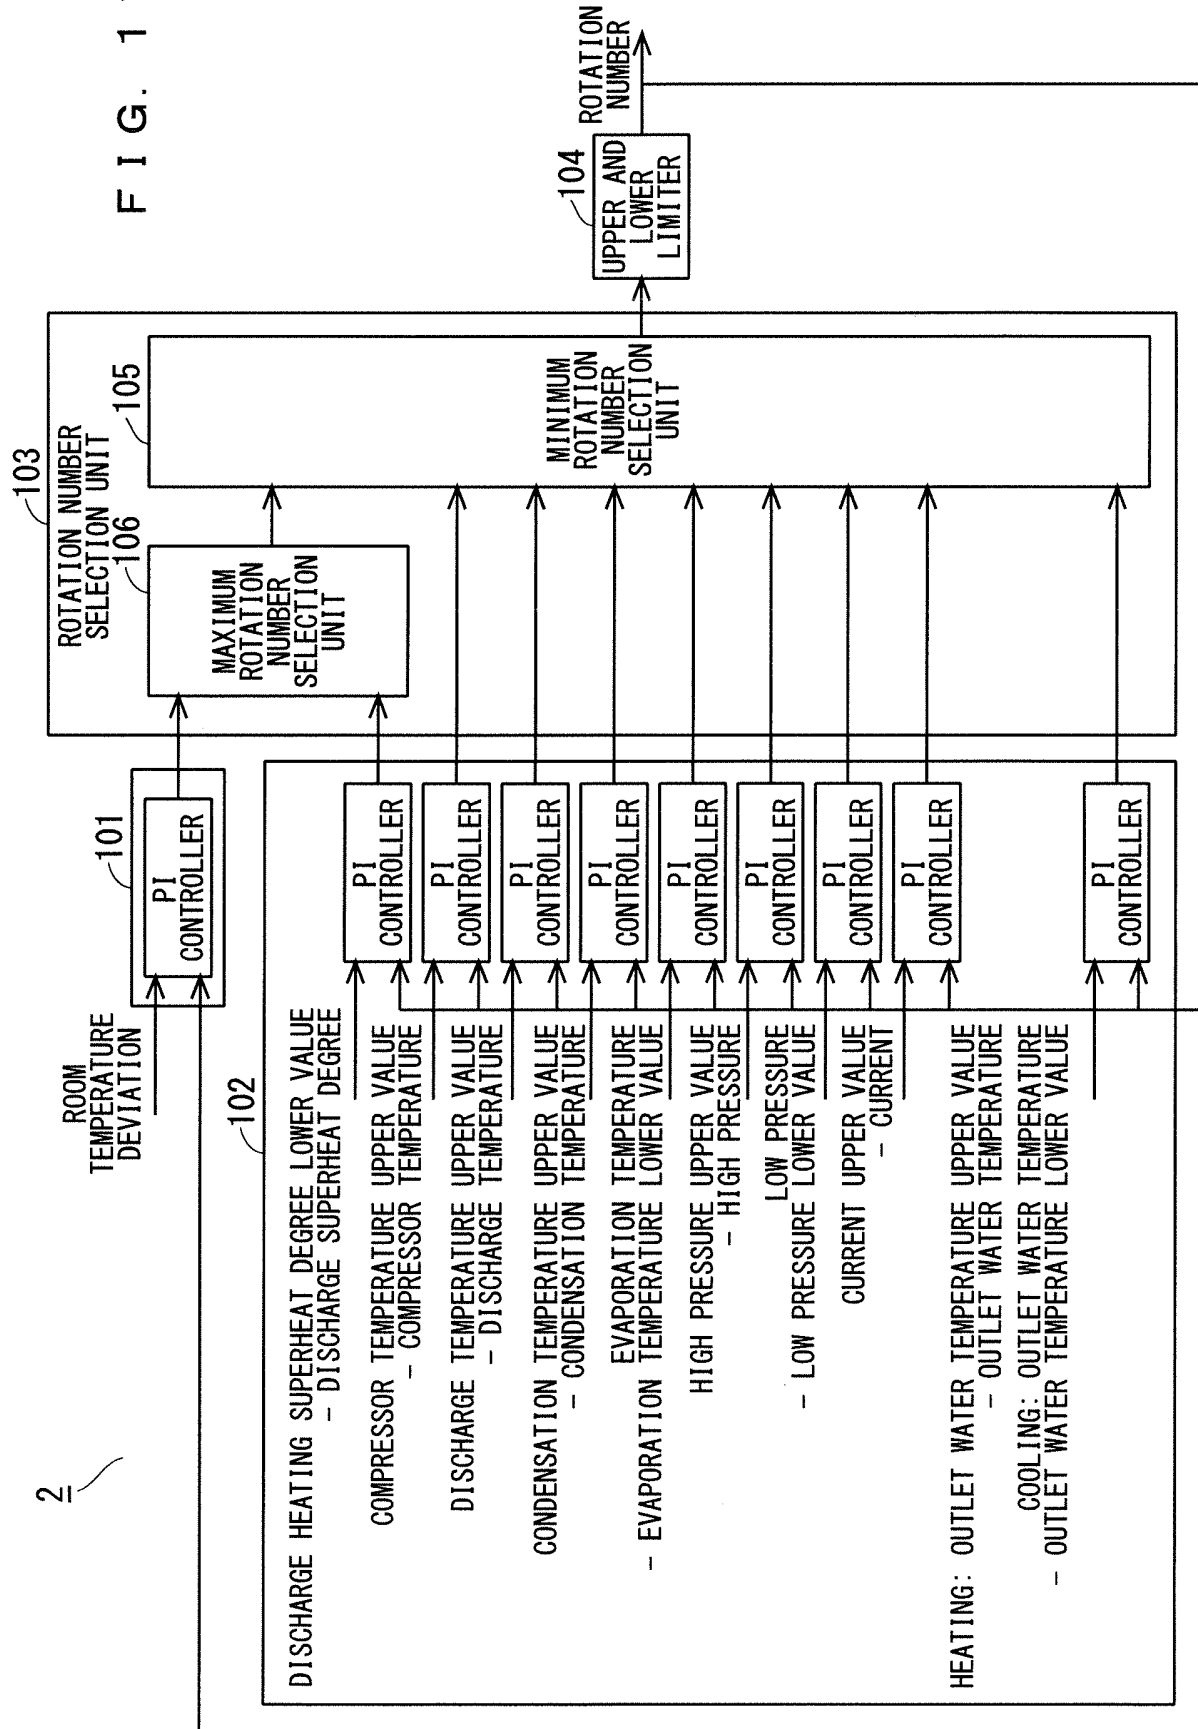 F I G. 1
2
ROOM
TEMPERATURE
DEVIATION
101
PI
CONTROLLER
102
DISCHARGE HEATING SUPERHEAT DEGREE LOWER VALUE
- DISCHARGE SUPERHEAT DEGREE
COMPRESSOR TEMPERATURE UPPER VALUE
- COMPRESSOR TEMPERATURE
DISCHARGE TEMPERATURE UPPER VALUE
- DISCHARGE TEMPERATURE
CONDENSATION TEMPERATURE UPPER VALUE
- CONDENSATION TEMPERATURE
EVAPORATION TEMPERATURE
- EVAPORATION TEMPERATURE LOWER VALUE
HIGH PRESSURE UPPER VALUE
- HIGH PRESSURE
LOW PRESSURE
- LOW PRESSURE LOWER VALUE
CURRENT UPPER VALUE
- CURRENT
HEATING: OUTLET WATER TEMPERATURE UPPER VALUE
- OUTLET WATER TEMPERATURE
COOLING: OUTLET WATER TEMPERATURE
- OUTLET WATER TEMPERATURE LOWER VALUE
PI
CONTROLLER
PI
CONTROLLER
PI
CONTROLLER
PI
CONTROLLER
PI
CONTROLLER
PI
CONTROLLER
PI
CONTROLLER
PI
CONTROLLER
PI
CONTROLLER
103
ROTATION NUMBER
SELECTION UNIT
106
MAXIMUM
ROTATION
NUMBER
SELECTION
UNIT
105
MINIMUM
ROTATION
NUMBER
SELECTION
UNIT
104
UPPER AND
LOWER
LIMITER
ROTATION
NUMBER